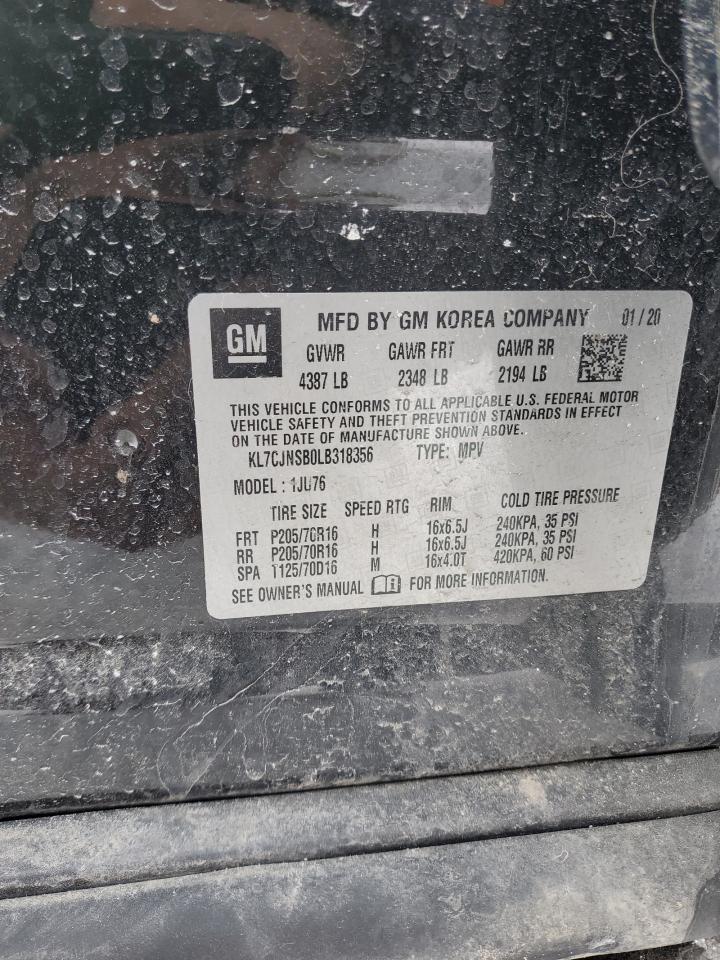 GM MFD BY GM KOREA COMPANY 01/20
GVWR GAWR FRT GAWR RR
4387 LB 2348 LB 2194 LB
THIS VEHICLE CONFORMS TO ALL APPLICABLE U.S. FEDERAL MOTOR
VEHICLE SAFETY AND THEFT PREVENTION STANDARDS IN EFFECT
ON THE DATE OF MANUFACTURE SHOWN ABOVE.
KL7CJNSB0LB318356 TYPE: MPV
MODEL : 1JU76
TIRE SIZE SPEED RTG RIM COLD TIRE PRESSURE
FRT P205/70R16 H 16x6.5J 240KPA, 35 PSI
RR P205/70R16 H 16x6.5J 240KPA, 35 PSI
SPA T125/70D16 M 16x4.0T 420KPA, 60 PSI
SEE OWNER'S MANUAL FOR MORE INFORMATION.